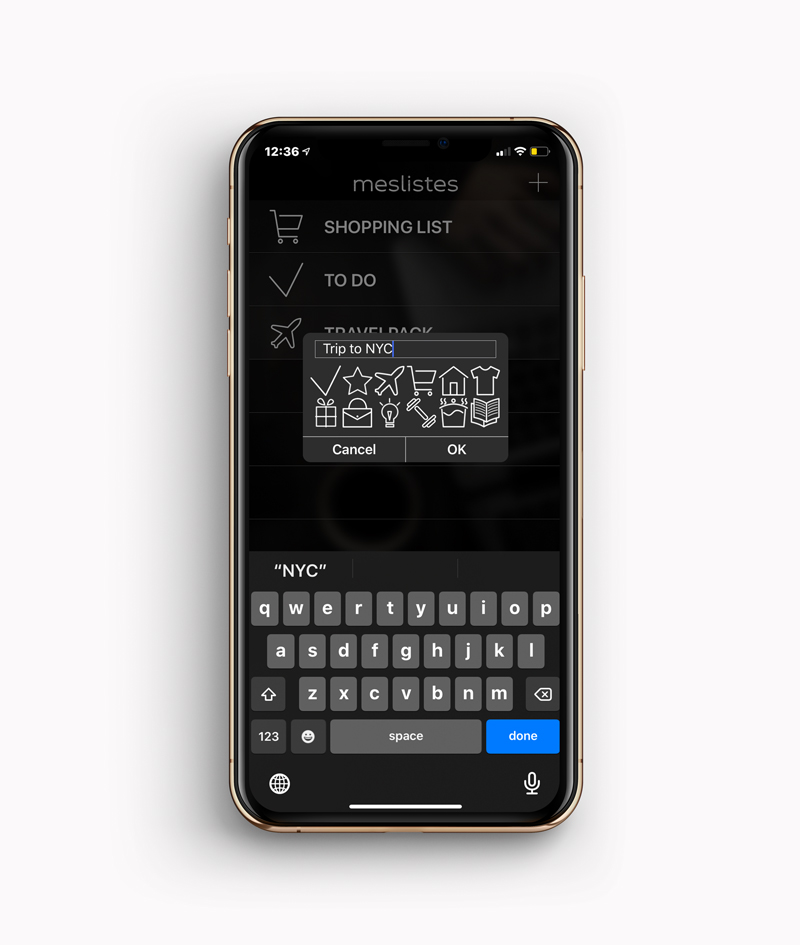 12:36
meslistes
SHOPPING LIST
TO DO
TRAVEL PACK
Trip to NYC
Cancel OK
“NYC”
q w e r t y u i o p
a s d f g h j k l
z x c v b n m
123 space done